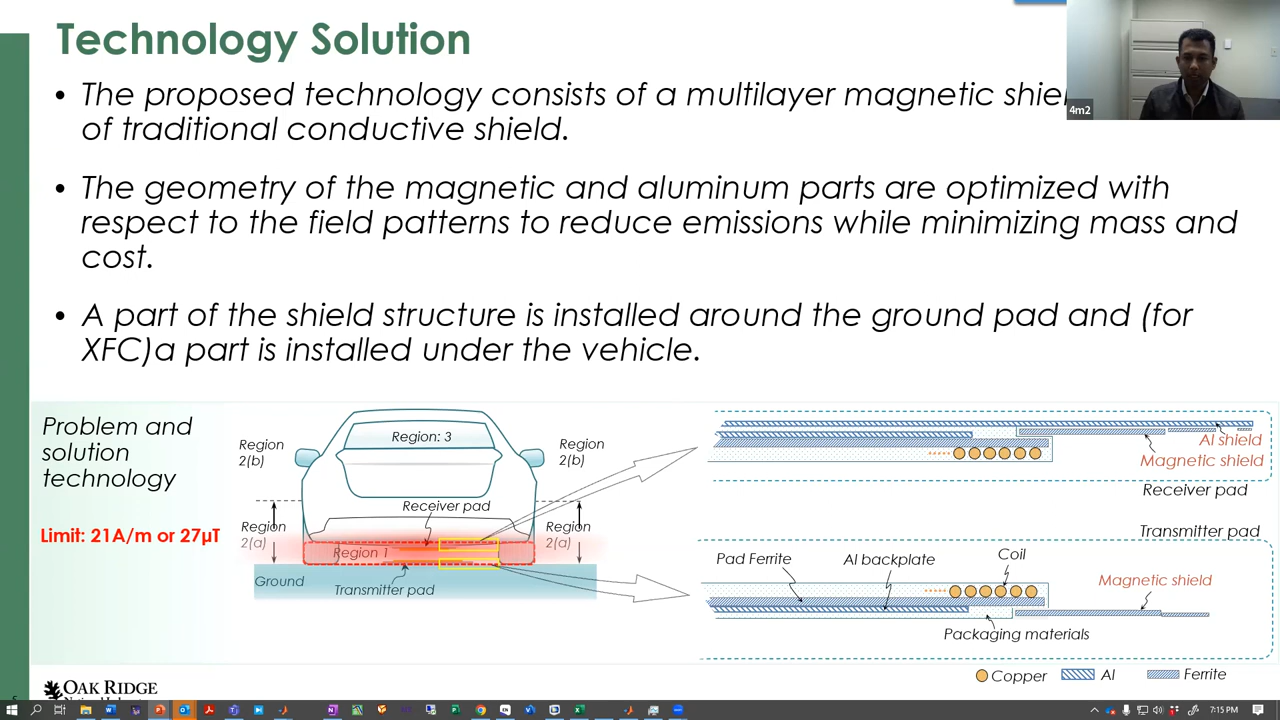 Technology Solution
4m2
• The proposed technology consists of a multilayer magnetic
of traditional conductive shield.
• The geometry of the magnetic and aluminum parts are optimized with
respect to the field patterns to reduce emissions while minimizing mass and
cost.
• A part of the shield structure is installed around the ground pad and (for
XFC)a part is installed under the vehicle.
Problem and
solution
technology
Limit: 21A/m or 27µT
Region
2(b)
Region: 3
Region
2(b)
Receiver pad
Region
2(a)
Region
2(a)
Region 1
Ground
Transmitter pad
Al shield
Magnetic shield
Receiver pad
Transmitter pad
Pad Ferrite
Al backplate
Coil
Magnetic shield
Packaging materials
Copper
Al
Ferrite
OAK RIDGE
7:15 PM